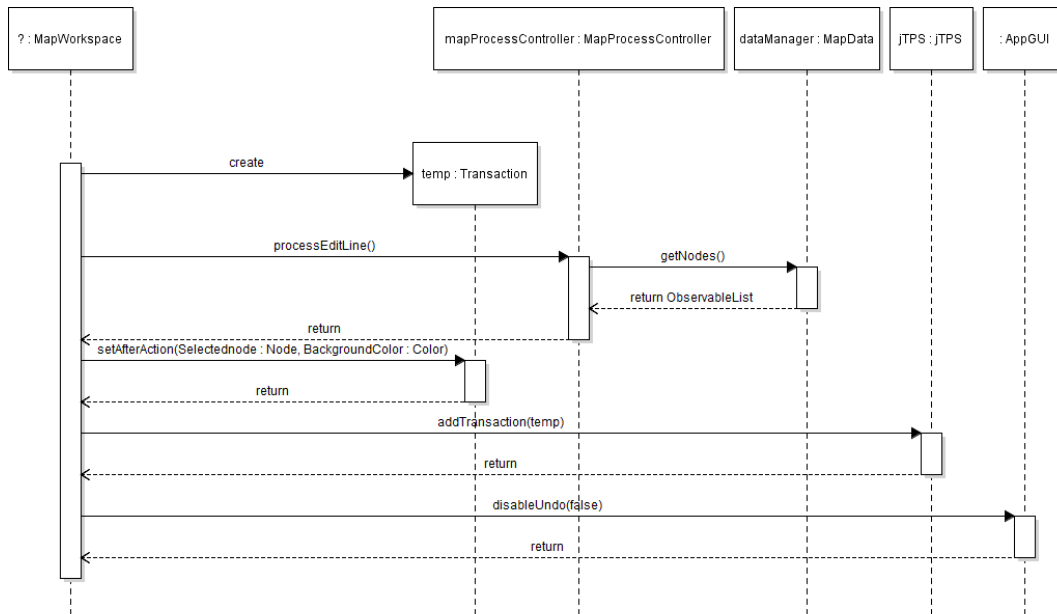 ? : MapWorkspace
mapProcessController : MapProcessController
dataManager : MapData
jTPS : jTPS
: AppGUI
create
temp : Transaction
processEditLine()
getNodes()
return ObservableList
return
setAfterAction(Selectednode : Node, BackgroundColor : Color)
return
addTransaction(temp)
return
disableUndo(false)
return